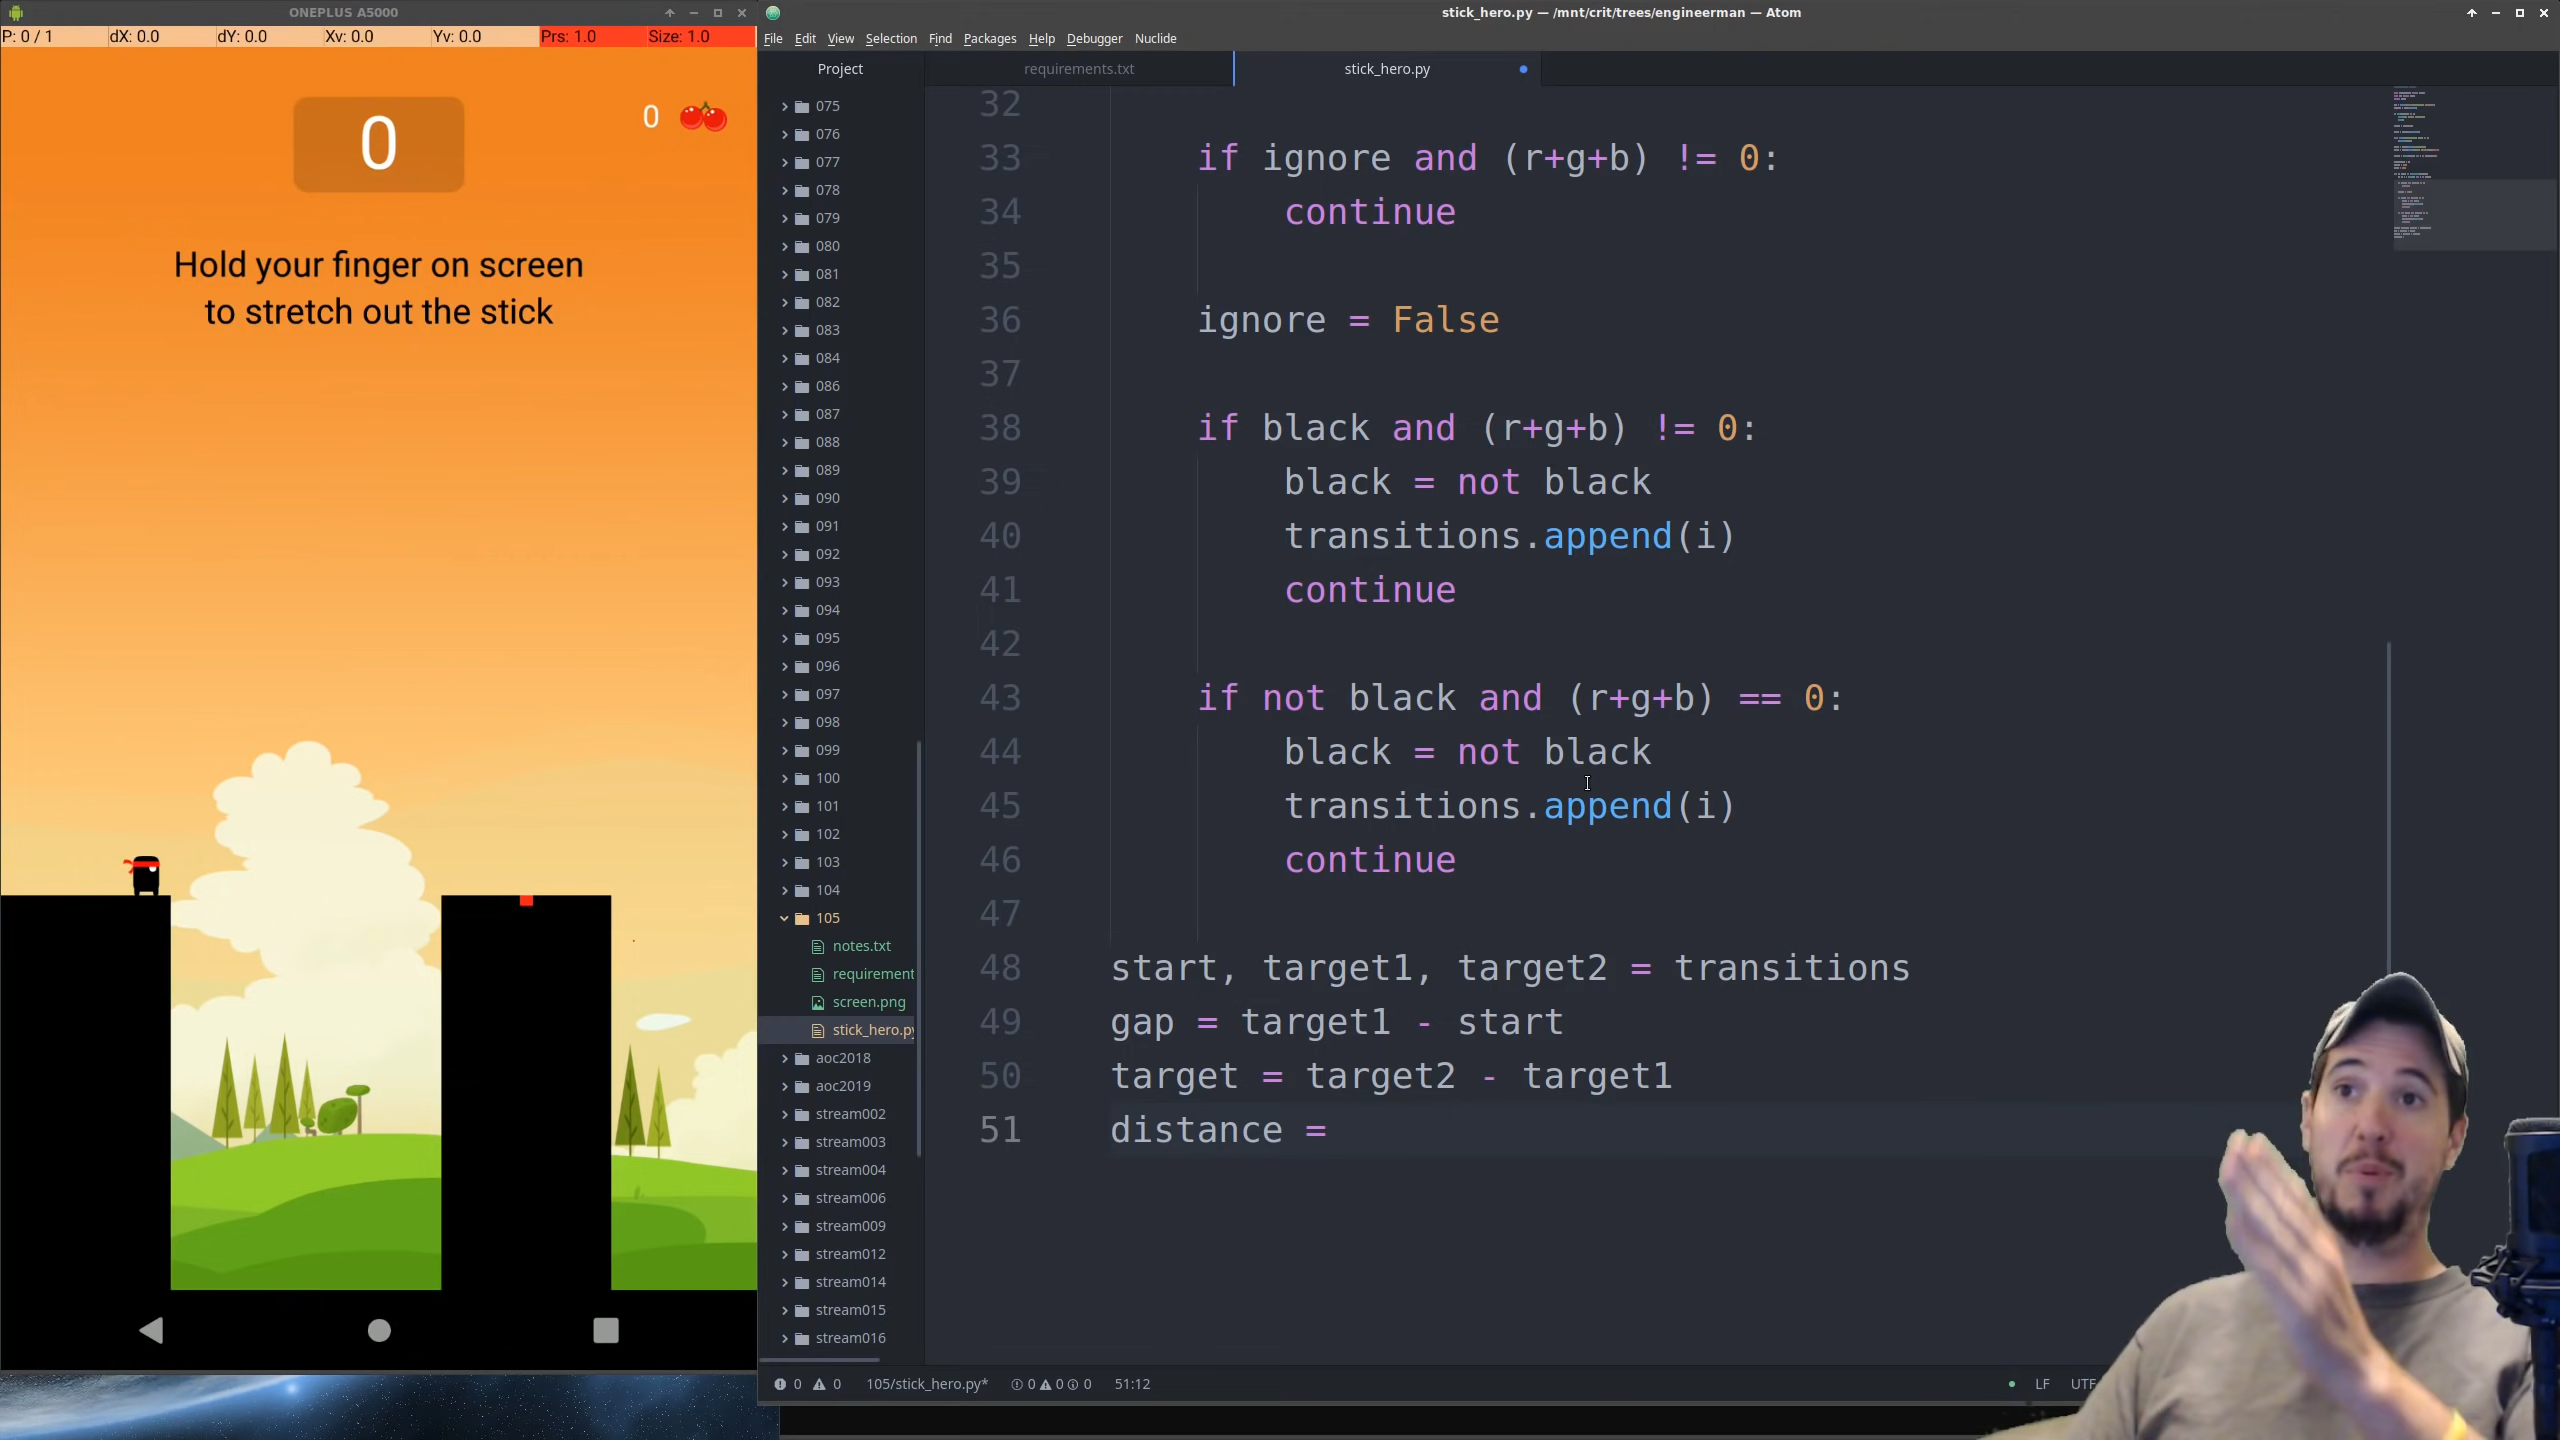 ONEPLUS A5000
P: 0 / 1
dX: 0.0
dY: 0.0
Xv: 0.0
Yv: 0.0
Prs: 1.0
Size: 1.0
0
0
Hold your finger on screen
to stretch out the stick
stick_hero.py — /mnt/crit/trees/engineerman — Atom
File Edit View Selection Find Packages Help Debugger Nuclide
Project
requirements.txt
stick_hero.py
075
076
077
078
079
080
081
082
083
084
086
087
088
089
090
091
092
093
094
095
096
097
098
099
100
101
102
103
104
105
notes.txt
requirement
screen.png
stick_hero.py
aoc2018
aoc2019
stream002
stream003
stream004
stream006
stream009
stream012
stream014
stream015
stream016
32
33 if ignore and (r+g+b) != 0:
34 continue
35
36 ignore = False
37
38 if black and (r+g+b) != 0:
39 black = not black
40 transitions.append(i)
41 continue
42
43 if not black and (r+g+b) == 0:
44 black = not black
45 transitions.append(i)
46 continue
47
48 start, target1, target2 = transitions
49 gap = target1 - start
50 target = target2 - target1
51 distance =
0 0 105/stick_hero.py* 0 0 0 51:12
LF UTF